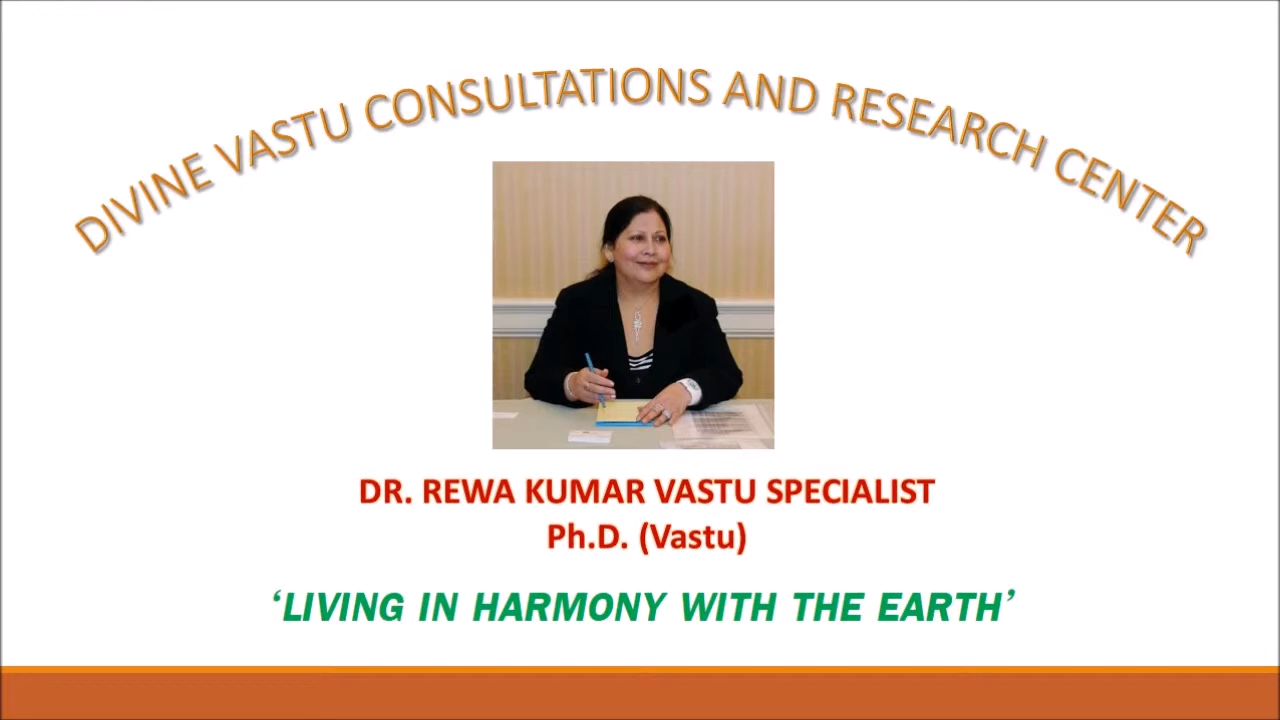 DIVINE VASTU CONSULTATIONS AND RESEARCH CENTER
DR. REWA KUMAR VASTU SPECIALIST
Ph.D. (Vastu)
‘LIVING IN HARMONY WITH THE EARTH’